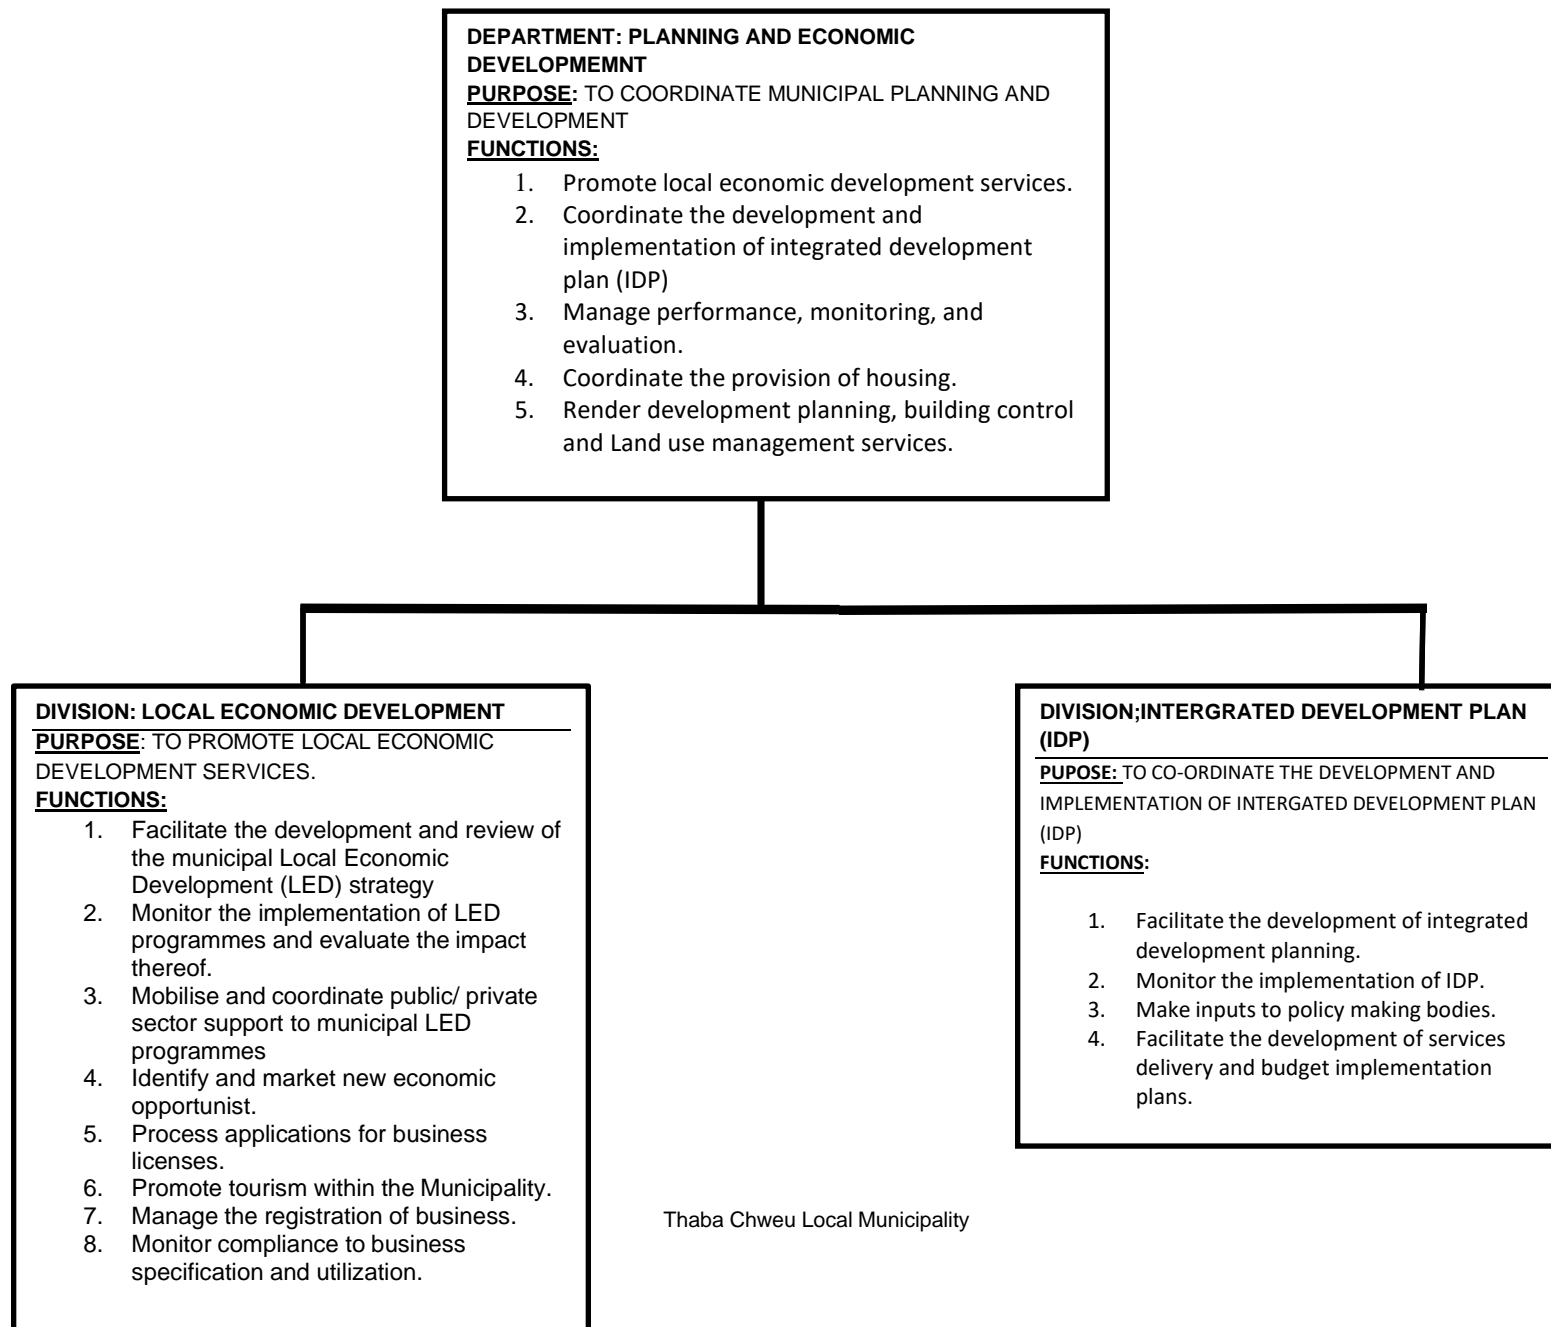 DEPARTMENT: PLANNING AND ECONOMIC
DEVELOPMEMNT
PURPOSE: TO COORDINATE MUNICIPAL PLANNING AND
DEVELOPMENT
FUNCTIONS:
1. Promote local economic development services.
2. Coordinate the development and
implementation of integrated development
plan (IDP)
3. Manage performance, monitoring, and
evaluation.
4. Coordinate the provision of housing.
5. Render development planning, building control
and Land use management services.
DIVISION: LOCAL ECONOMIC DEVELOPMENT
PURPOSE: TO PROMOTE LOCAL ECONOMIC
DEVELOPMENT SERVICES.
FUNCTIONS:
1. Facilitate the development and review of
the municipal Local Economic
Development (LED) strategy
2. Monitor the implementation of LED
programmes and evaluate the impact
thereof.
3. Mobilise and coordinate public/ private
sector support to municipal LED
programmes
4. Identify and market new economic
opportunist.
5. Process applications for business
licenses.
6. Promote tourism within the Municipality.
7. Manage the registration of business.
8. Monitor compliance to business
specification and utilization.
DIVISION;INTERGRATED DEVELOPMENT PLAN
(IDP)
PUPOSE: TO CO-ORDINATE THE DEVELOPMENT AND
IMPLEMENTATION OF INTERGATED DEVELOPMENT PLAN
(IDP)
FUNCTIONS:
1. Facilitate the development of integrated
development planning.
2. Monitor the implementation of IDP.
3. Make inputs to policy making bodies.
4. Facilitate the development of services
delivery and budget implementation
plans.
Thaba Chweu Local Municipality